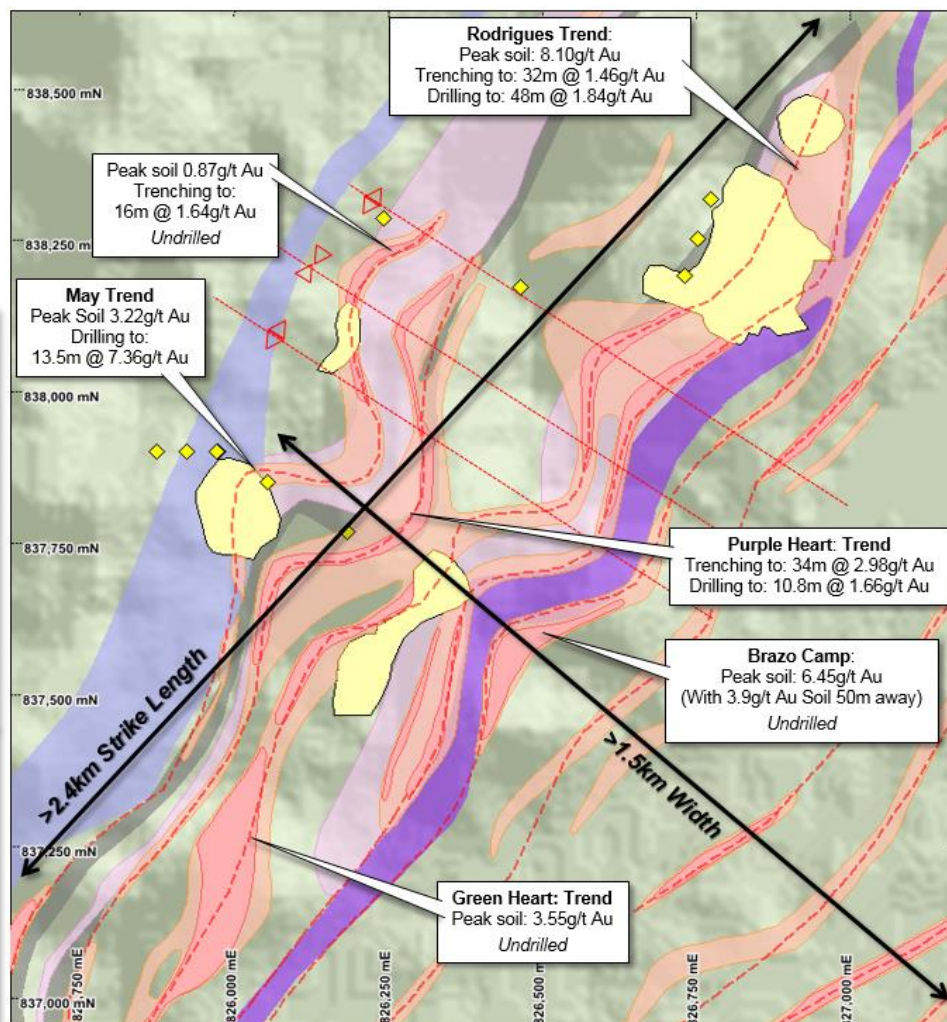 Rodrigues Trend:
Peak soil: 8.10g/t Au
Trenching to: 32m @ 1.46g/t Au
Drilling to: 48m @ 1.84g/t Au
838,500 mN
Peak soil 0.87g/t Au
Trenching to:
16m @ 1.64g/t Au
Undrilled
838,250 mN
May Trend
Peak Soil 3.22g/t Au
Drilling to:
13.5m @ 7.36g/t Au
838,000 mN
837,750 mN
Purple Heart: Trend
Trenching to: 34m @ 2.98g/t Au
Drilling to: 10.8m @ 1.66g/t Au
Brazo Camp:
Peak soil: 6.45g/t Au
(With 3.9g/t Au Soil 50m away)
Undrilled
837,500 mN
>2.4km Strike Length
>1.5km Width
837,250 mN
Green Heart: Trend
Peak soil: 3.55g/t Au
Undrilled
837,000 mN
826,000 mE
826,250 mE
826,500 mE
826,750 mE